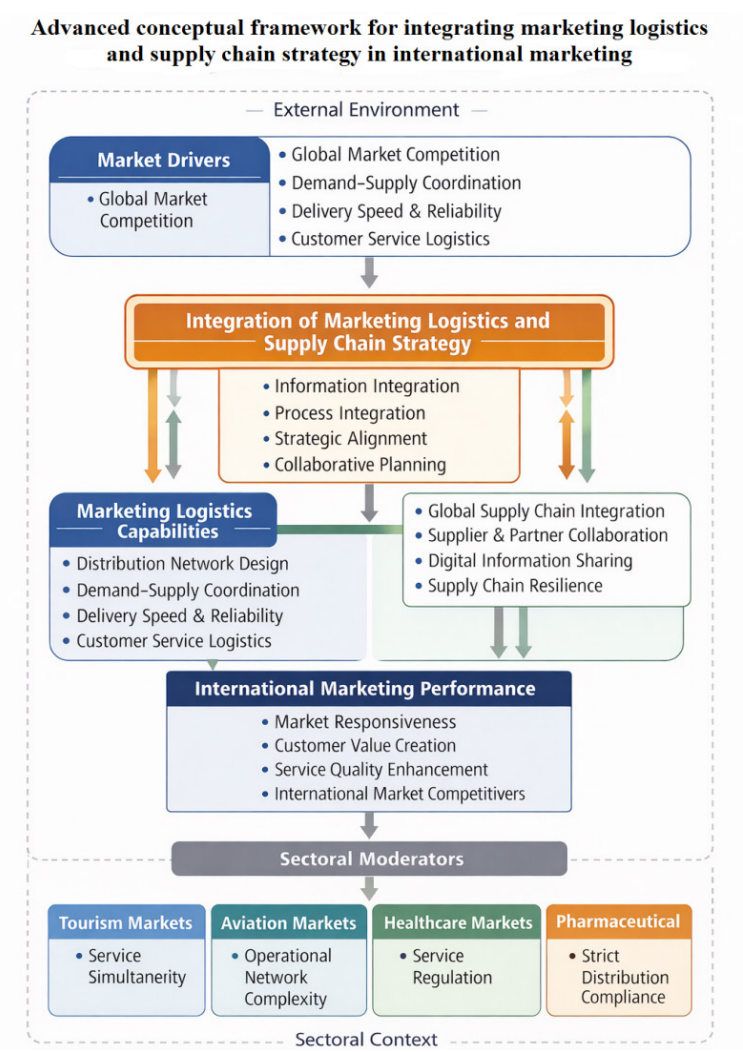 Advanced conceptual framework for integrating marketing logistics
and supply chain strategy in international marketing
External Environment
Market Drivers
• Global Market
Competition
• Global Market Competition
• Demand-Supply Coordination
• Delivery Speed & Reliability
• Customer Service Logistics
Integration of Marketing Logistics and
Supply Chain Strategy
• Information Integration
• Process Integration
• Strategic Alignment
• Collaborative Planning
Marketing Logistics
Capabilities
• Distribution Network Design
• Demand-Supply Coordination
• Delivery Speed & Reliability
• Customer Service Logistics
• Global Supply Chain Integration
• Supplier & Partner Collaboration
• Digital Information Sharing
• Supply Chain Resilience
International Marketing Performance
• Market Responsiveness
• Customer Value Creation
• Service Quality Enhancement
• International Market Competitivers
Sectoral Moderators
Tourism Markets
• Service
Simultanerity
Aviation Markets
• Operational
Network
Complexity
Healthcare Markets
• Service
Regulation
Pharmaceutical
• Strict
Distribution
Compliance
Sectoral Context